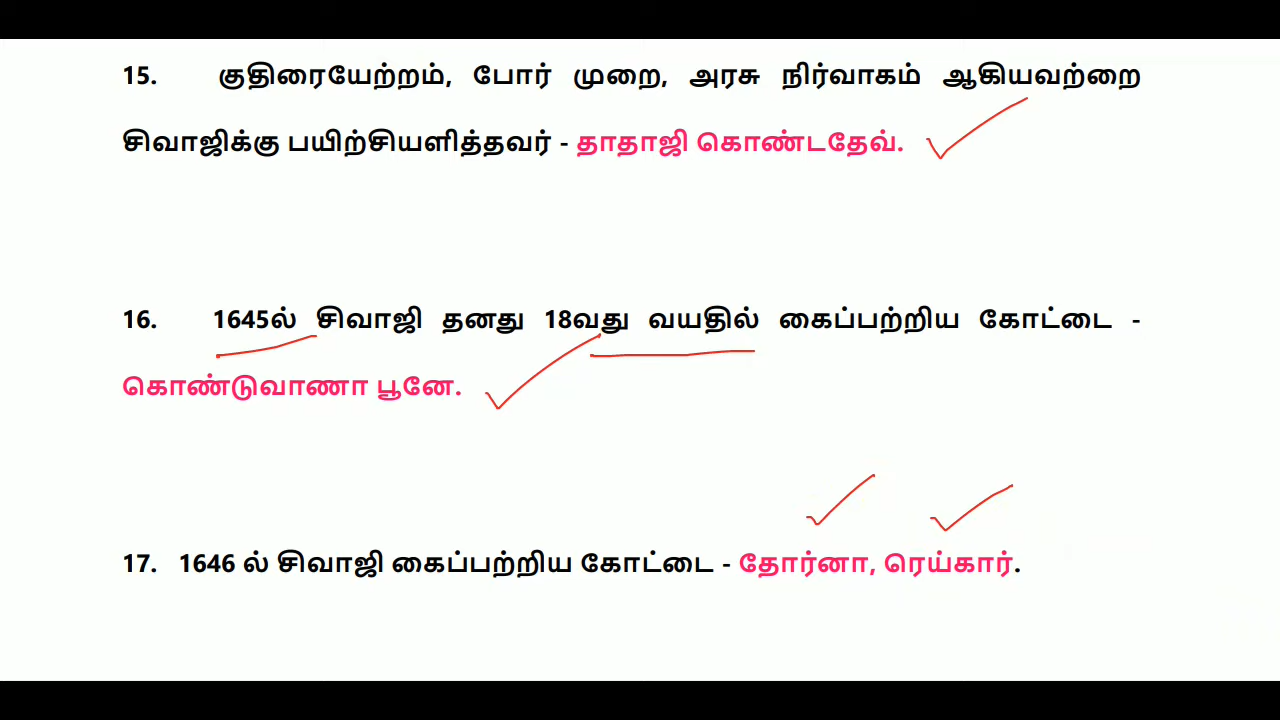 15. குதிரையேற்றம், போர் முறை, அரசு நிர்வாகம் ஆகியவற்றை
சிவாஜிக்கு பயிற்சியளித்தவர் - தாதாஜி கொண்டதேவ்.
16. 1645ல் சிவாஜி தனது 18வது வயதில் கைப்பற்றிய கோட்டை -
கொண்டுவாணா பூனே.
17. 1646 ல் சிவாஜி கைப்பற்றிய கோட்டை - தோர்னா, ரெய்கார்.